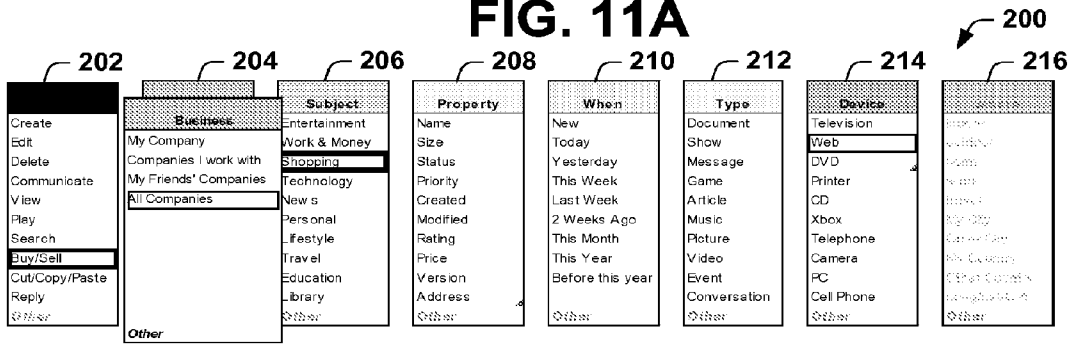 FIG. 11A
200
202
204
206
208
210
212
214
216
Create
Edit
Delete
Communicate
View
Play
Search
Buy/Sell
Cut/Copy/Paste
Reply
Other
Business
My Company
Companies I work with
My Friends' Companies
All Companies
Other
Subject
Entertainment
Work & Money
Shopping
Technology
News
Personal
Lifestyle
Travel
Education
Library
Other
Property
Name
Size
Status
Priority
Created
Modified
Rating
Price
Version
Address
Other
When
New
Today
Yesterday
This Week
Last Week
2 Weeks Ago
This Month
This Year
Before this year
Other
Type
Document
Show
Message
Game
Article
Music
Picture
Video
Event
Conversation
Other
Device
Television
Web
DVD
Printer
CD
Xbox
Telephone
Camera
PC
Cell Phone
Other
Other